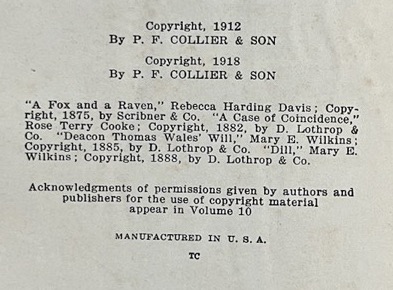 Copyright, 1912
By P. F. COLLIER & SON
Copyright, 1918
By P. F. COLLIER & SON
"A Fox and a Raven," Rebecca Harding Davis; Copy-
right, 1875, by Scribner & Co. "A Case of Coincidence,"
Rose Terry Cooke; Copyright, 1882, by D. Lothrop &
Co. "Deacon Thomas Wales' Will," Mary E. Wilkins;
Copyright, 1885, by D. Lothrop & Co. "Dill," Mary E.
Wilkins; Copyright, 1888, by D. Lothrop & Co.
Acknowledgments of permissions given by authors and
publishers for the use of copyright material
appear in Volume 10
MANUFACTURED IN U. S. A.
TC